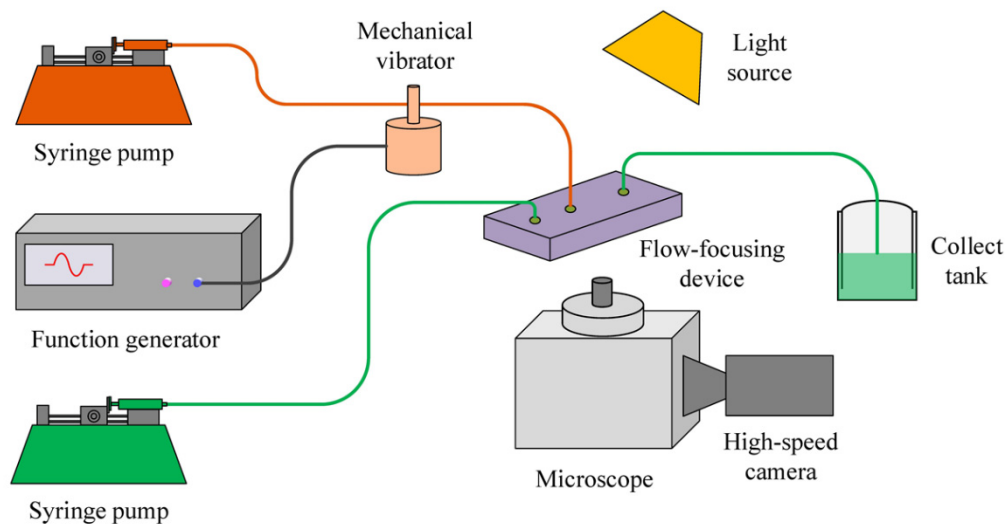 Mechanical
vibrator
Light
source
Syringe pump
Flow-focusing
device
Collect
tank
Function generator
High-speed
camera
Microscope
Syringe pump